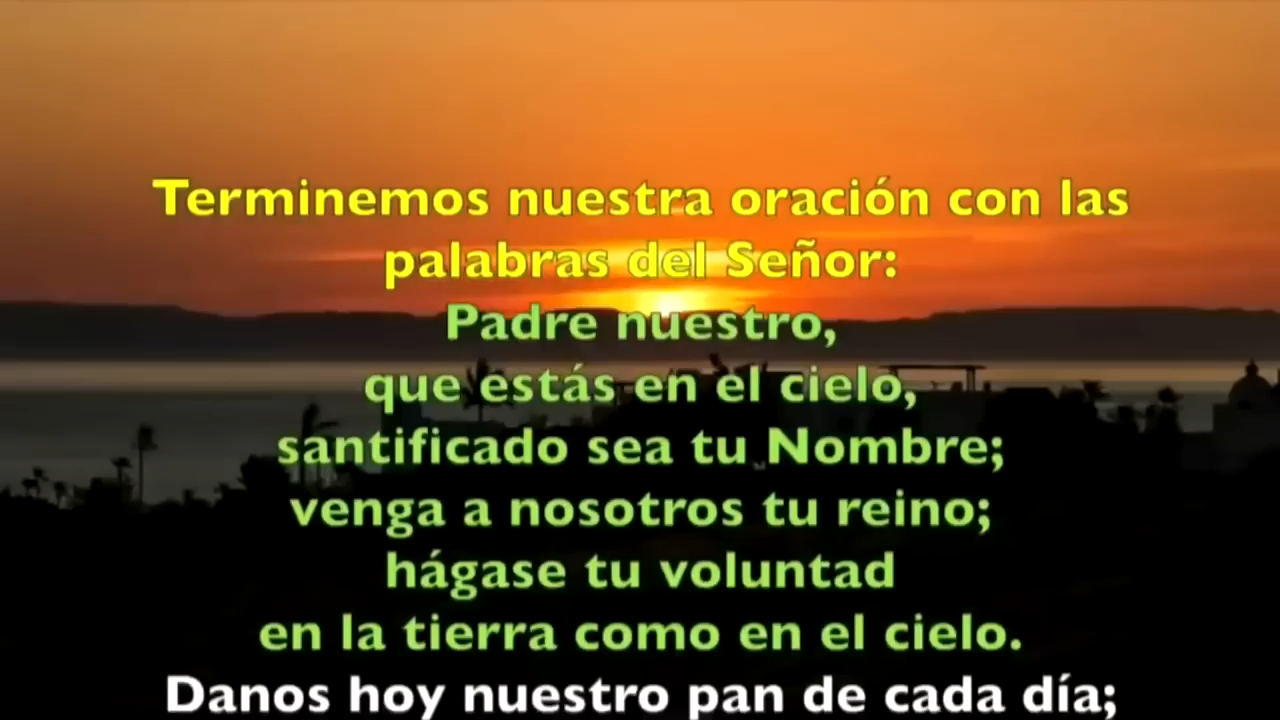 Terminemos nuestra oración con las
palabras del Señor:
Padre nuestro,
que estás en el cielo,
santificado sea tu Nombre;
venga a nosotros tu reino;
hágase tu voluntad
en la tierra como en el cielo.
Danos hoy nuestro pan de cada día;